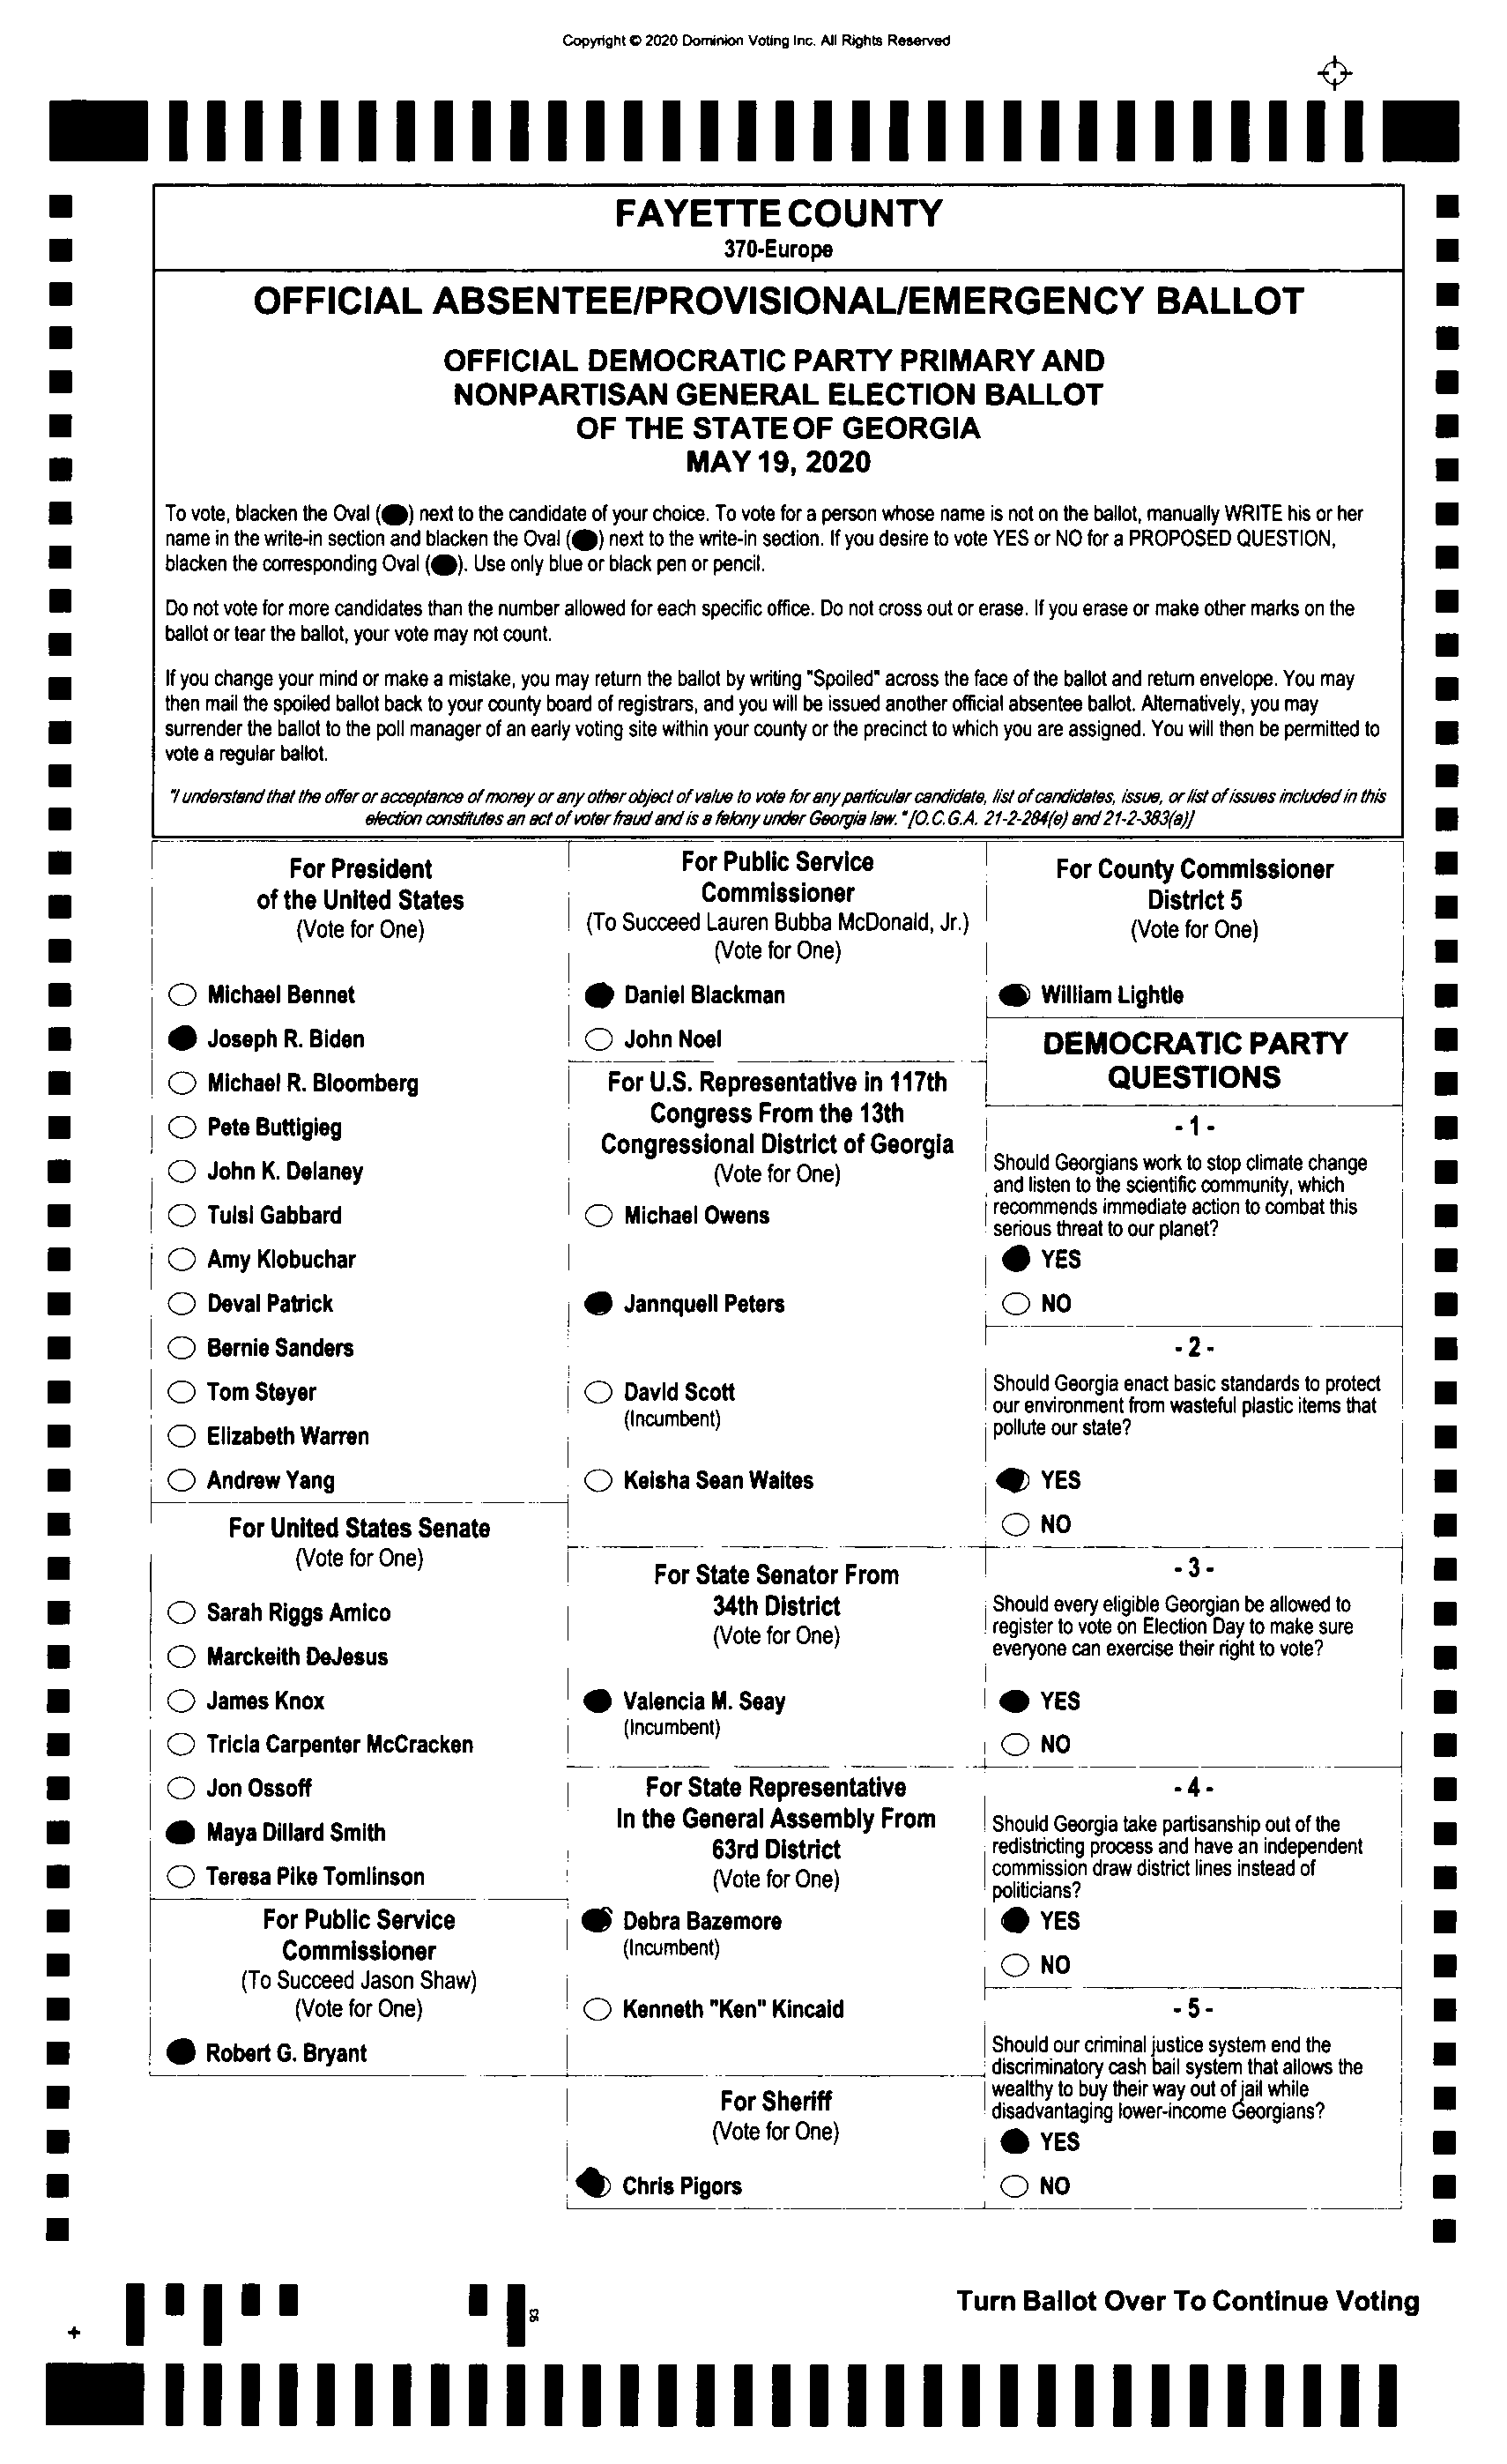 Copyright © 2020 Dominion Voting Inc. All Rights Reserved
FAYETTE COUNTY
370-Europe
OFFICIAL ABSENTEE/PROVISIONAL/EMERGENCY BALLOT
OFFICIAL DEMOCRATIC PARTY PRIMARY AND
NONPARTISAN GENERAL ELECTION BALLOT
OF THE STATE OF GEORGIA
MAY 19, 2020
To vote, blacken the Oval ( ) next to the candidate of your choice. To vote for a person whose name is not on the ballot, manually WRITE his or her
name in the write-in section and blacken the Oval ( ) next to the write-in section. If you desire to vote YES or NO for a PROPOSED QUESTION,
blacken the corresponding Oval ( ). Use only blue or black pen or pencil.
Do not vote for more candidates than the number allowed for each specific office. Do not cross out or erase. If you erase or make other marks on the
ballot or tear the ballot, your vote may not count.
If you change your mind or make a mistake, you may return the ballot by writing "Spoiled" across the face of the ballot and return envelope. You may
then mail the spoiled ballot back to your county board of registrars, and you will be issued another official absentee ballot. Alternatively, you may
surrender the ballot to the poll manager of an early voting site within your county or the precinct to which you are assigned. You will then be permitted to
vote a regular ballot.
"I understand that the offer or acceptance of money or any other object of value to vote for any particular candidate, list of candidates, issue, or list of issues included in this
election constitutes an act of voter fraud and is a felony under Georgia law." [O.C.G.A. 21-2-284(e) and 21-2-383(a)]
For President
of the United States
(Vote for One)
Michael Bennet
Joseph R. Biden
Michael R. Bloomberg
Pete Buttigieg
John K. Delaney
Tulsi Gabbard
Amy Klobuchar
Deval Patrick
Bernie Sanders
Tom Steyer
Elizabeth Warren
Andrew Yang
For United States Senate
(Vote for One)
Sarah Riggs Amico
Marckeith DeJesus
James Knox
Tricia Carpenter McCracken
Jon Ossoff
Maya Dillard Smith
Teresa Pike Tomlinson
For Public Service
Commissioner
(To Succeed Jason Shaw)
(Vote for One)
Robert G. Bryant
For Public Service
Commissioner
(To Succeed Lauren Bubba McDonald, Jr.)
(Vote for One)
Daniel Blackman
John Noel
For U.S. Representative in 117th
Congress From the 13th
Congressional District of Georgia
(Vote for One)
Michael Owens
Jannquell Peters
David Scott
(Incumbent)
Keisha Sean Waites
For State Senator From
34th District
(Vote for One)
Valencia M. Seay
(Incumbent)
For State Representative
In the General Assembly From
63rd District
(Vote for One)
Debra Bazemore
(Incumbent)
Kenneth "Ken" Kincaid
For Sheriff
(Vote for One)
Chris Pigors
For County Commissioner
District 5
(Vote for One)
William Lightle
DEMOCRATIC PARTY
QUESTIONS
- 1 -
Should Georgians work to stop climate change
and listen to the scientific community, which
recommends immediate action to combat this
serious threat to our planet?
YES
NO
- 2 -
Should Georgia enact basic standards to protect
our environment from wasteful plastic items that
pollute our state?
YES
NO
- 3 -
Should every eligible Georgian be allowed to
register to vote on Election Day to make sure
everyone can exercise their right to vote?
YES
NO
- 4 -
Should Georgia take partisanship out of the
redistricting process and have an independent
commission draw district lines instead of
politicians?
YES
NO
- 5 -
Should our criminal justice system end the
discriminatory cash bail system that allows the
wealthy to buy their way out of jail while
disadvantaging lower-income Georgians?
YES
NO
93
Turn Ballot Over To Continue Voting